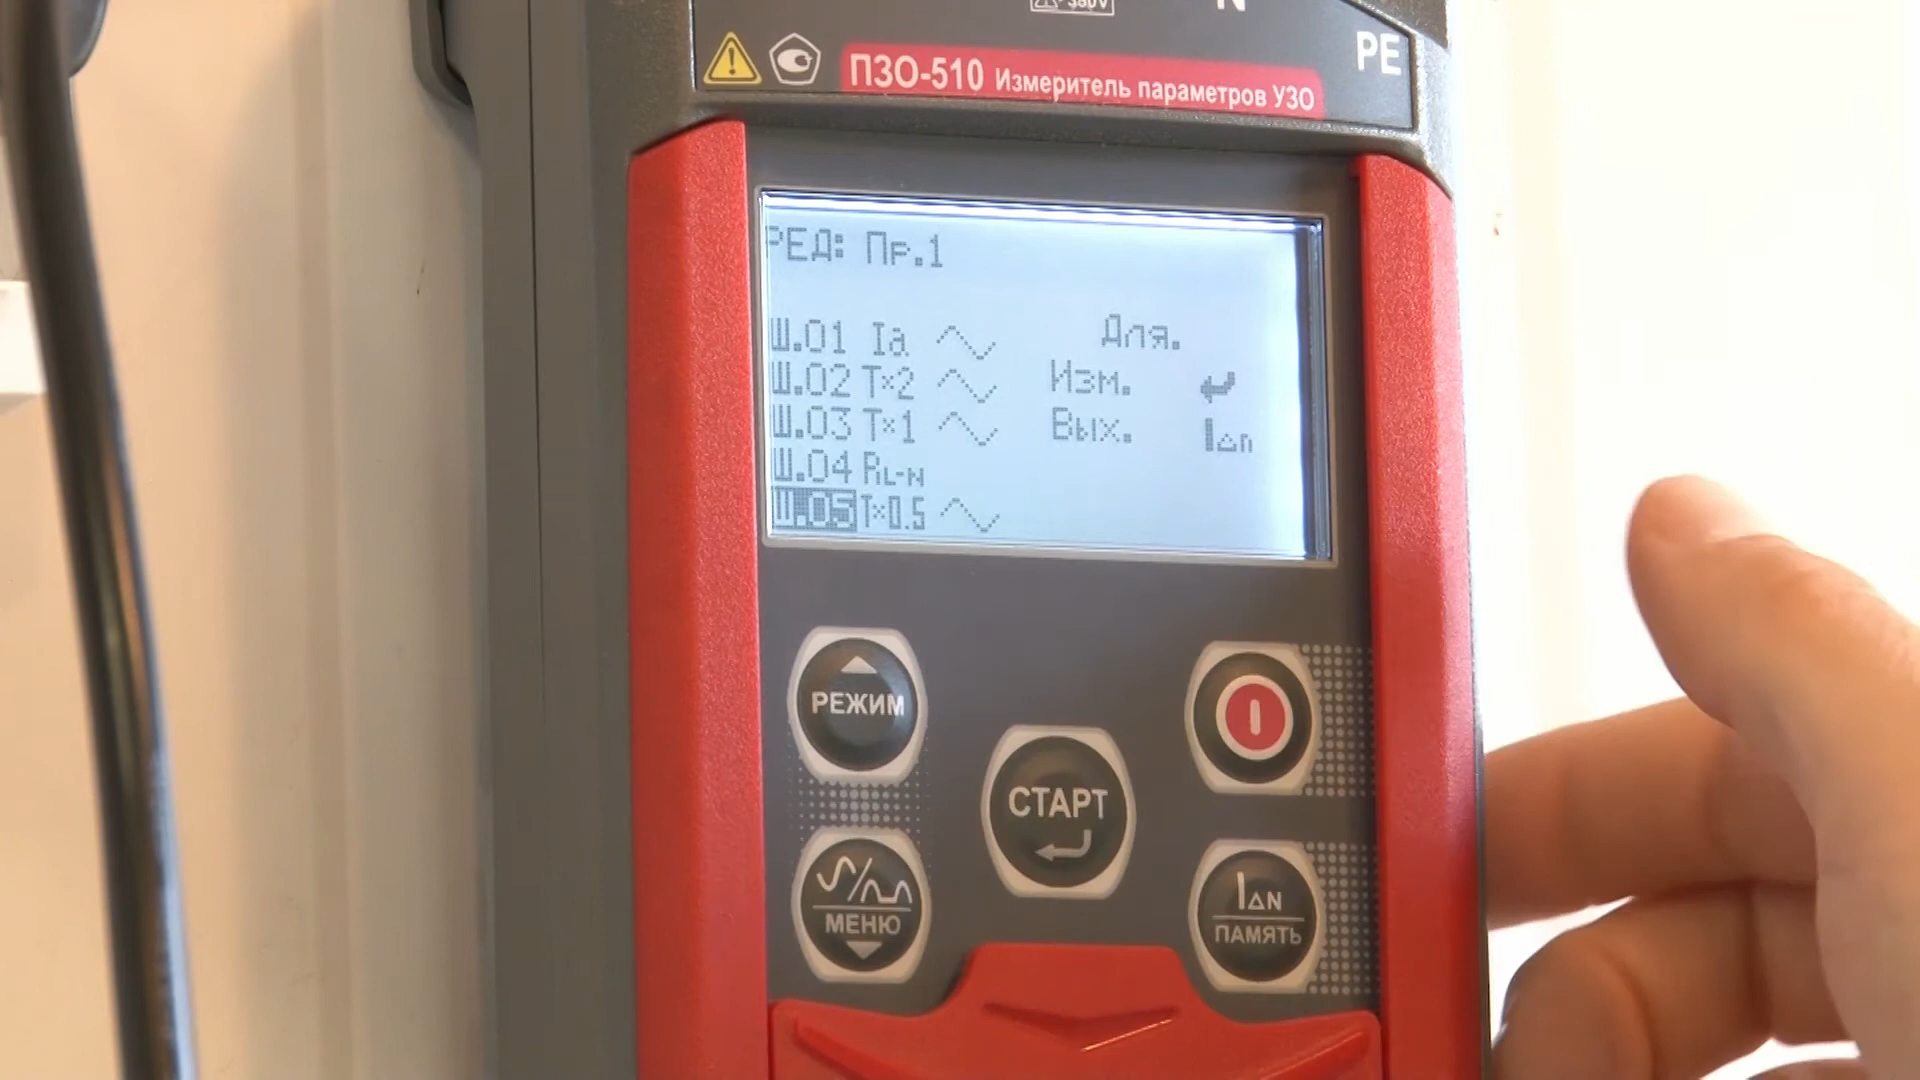 N
PE
ПЗО-510 Измеритель параметров УЗО
РЕД: Пр.1
Ш.01 Ia Для.
Ш.02 T×2 Изм.
Ш.03 T×1 Вых. I△n
Ш.04 RL-N
Ш.05 T×0.5
РЕЖИМ
СТАРТ
МЕНЮ
I△N
ПАМЯТЬ